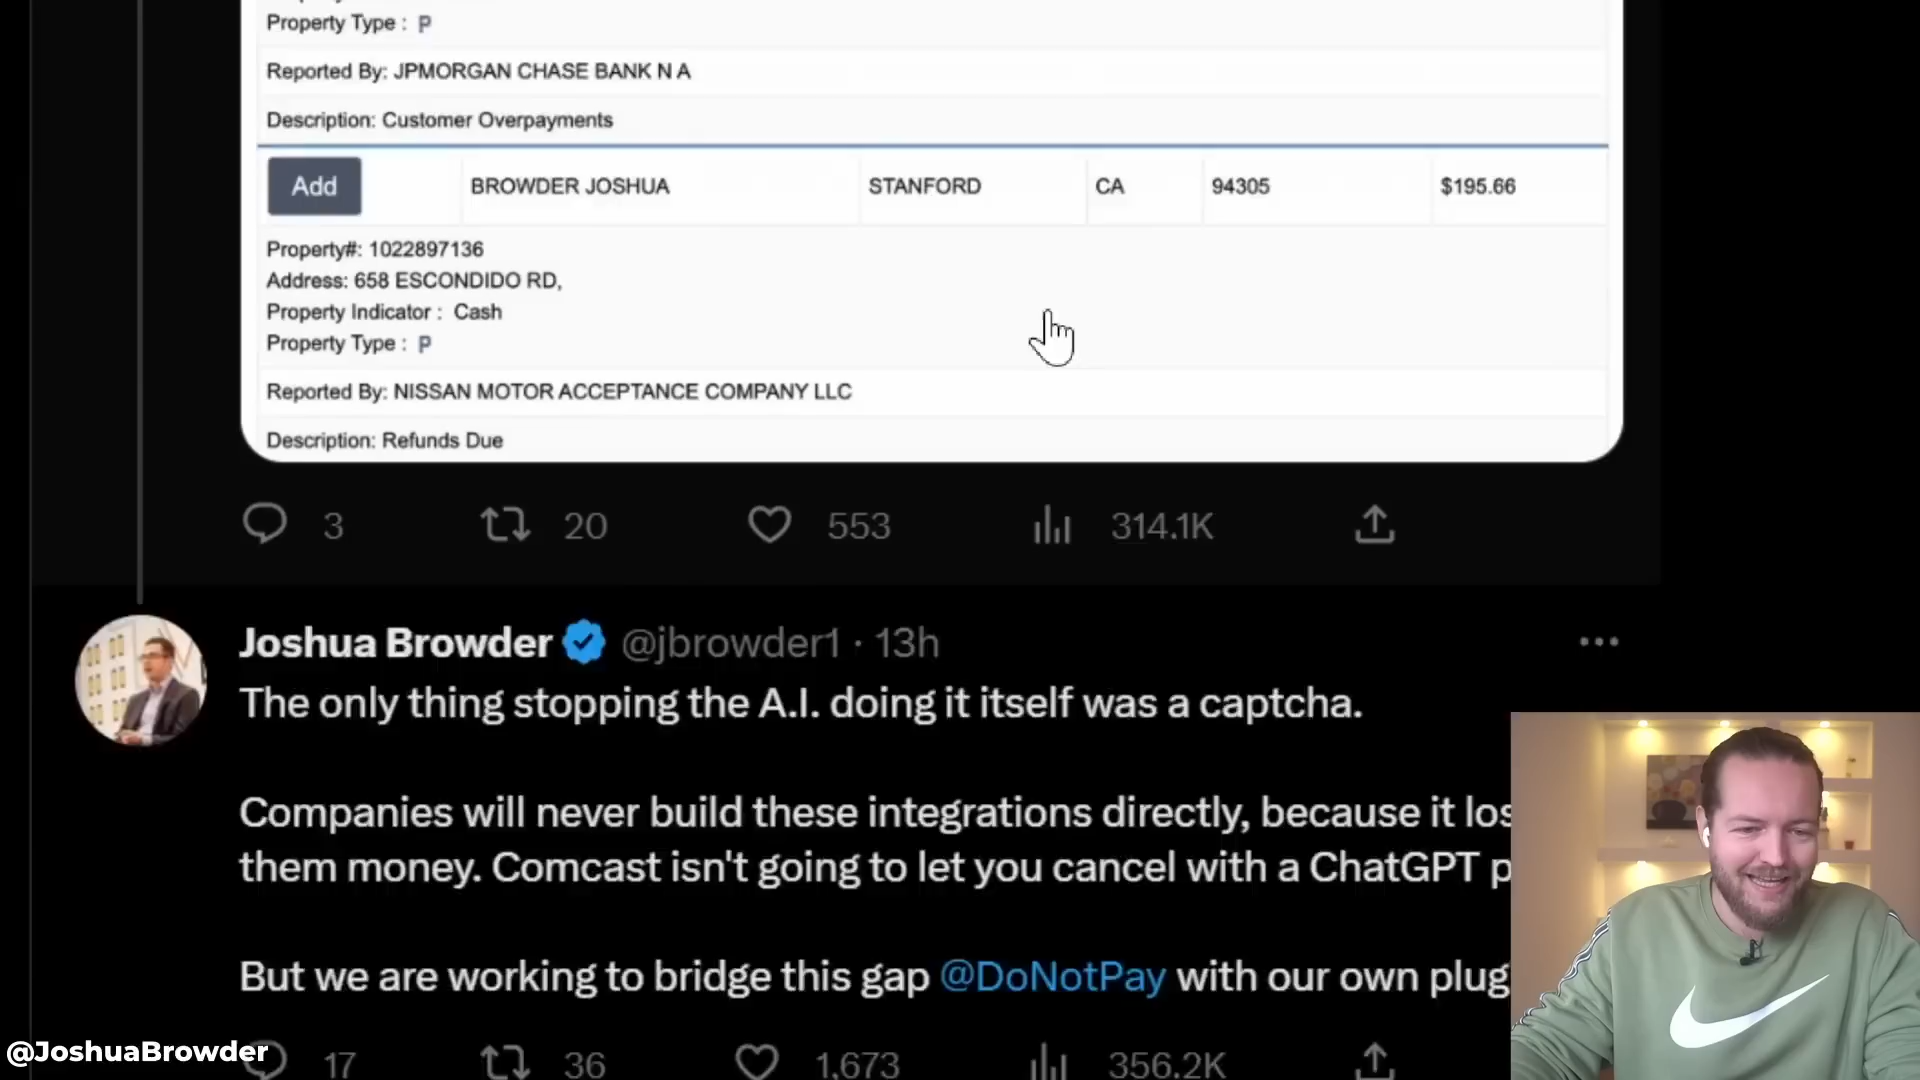 Property Type : P
Reported By: JPMORGAN CHASE BANK N A
Description: Customer Overpayments
Add BROWDER JOSHUA STANFORD CA 94305 $195.66
Property#: 1022897136
Address: 658 ESCONDIDO RD,
Property Indicator : Cash
Property Type : P
Reported By: NISSAN MOTOR ACCEPTANCE COMPANY LLC
Description: Refunds Due
3 20 553 314.1K
Joshua Browder @jbrowder1 · 13h
The only thing stopping the A.I. doing it itself was a captcha.
Companies will never build these integrations directly, because it los
them money. Comcast isn't going to let you cancel with a ChatGPT p
But we are working to bridge this gap @DoNotPay with our own plug
@JoshuaBrowder
17 36 1,673 356.2K